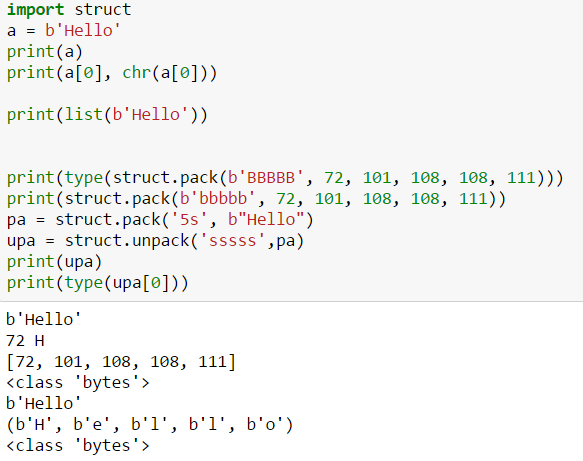 import struct
a = b'Hello'
print(a)
print(a[0], chr(a[0]))
print(list(b'Hello'))
print(type(struct.pack(b'BBBBB', 72, 101, 108, 108, 111)))
print(struct.pack(b'bbbbb', 72, 101, 108, 108, 111))
pa = struct.pack('5s', b"Hello")
upa = struct.unpack('sssss',pa)
print(upa)
print(type(upa[0]))
b'Hello'
72 H
[72, 101, 108, 108, 111]
<class 'bytes'>
b'Hello'
(b'H', b'e', b'l', b'l', b'o')
<class 'bytes'>